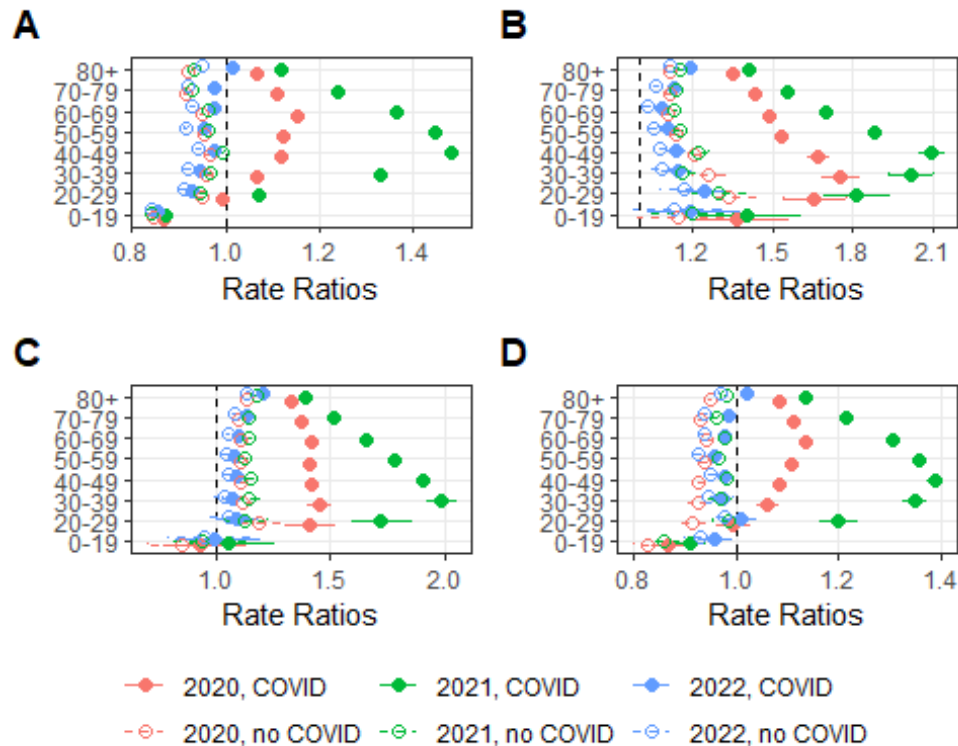 A
80+
70-79
60-69
50-59
40-49
30-39
20-29
0-19
0.8 1.0 1.2 1.4
Rate Ratios
B
80+
70-79
60-69
50-59
40-49
30-39
20-29
0-19
1.2 1.5 1.8 2.1
Rate Ratios
C
80+
70-79
60-69
50-59
40-49
30-39
20-29
0-19
1.0 1.5 2.0
Rate Ratios
D
80+
70-79
60-69
50-59
40-49
30-39
20-29
0-19
0.8 1.0 1.2 1.4
Rate Ratios
2020, COVID 2021, COVID 2022, COVID
2020, no COVID 2021, no COVID 2022, no COVID